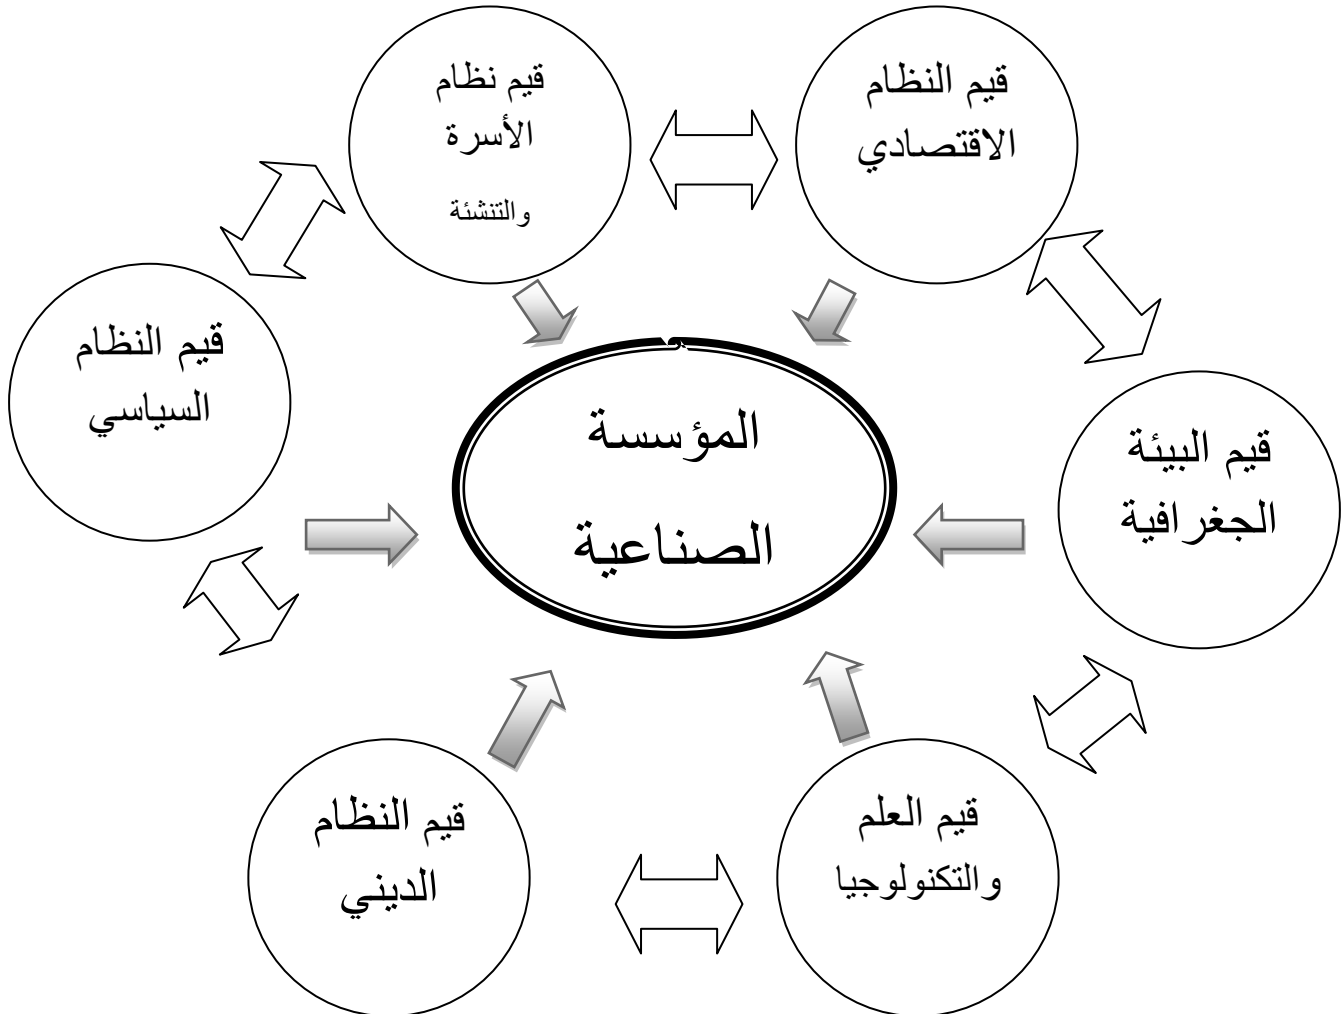 قيم النظام
الاقتصادي
قيم نظام
الأسرة
والتنشئة
قيم النظام
السياسي
المؤسسة
الصناعية
قيم البيئة
الجغرافية
قيم العلم
والتكنولوجيا
قيم النظام
الديني